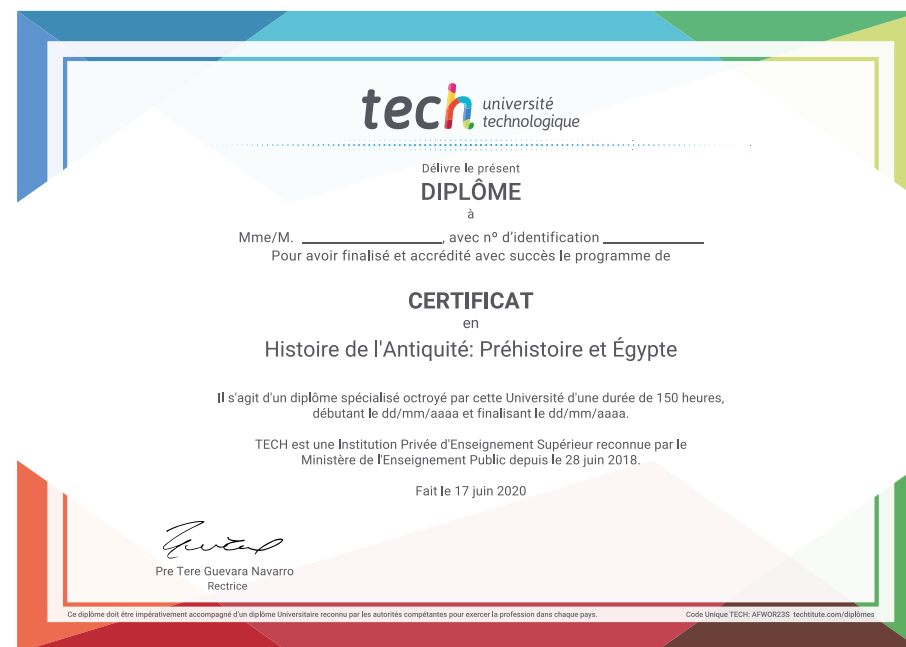 tech université
technologique
Délivre le présent
DIPLÔME
à
Mme/M. ____________________, avec nº d'identification ______________
Pour avoir finalisé et accrédité avec succès le programme de
CERTIFICAT
en
Histoire de l'Antiquité: Préhistoire et Égypte
Il s'agit d'un diplôme spécialisé octroyé par cette Université d'une durée de 150 heures,
débutant le dd/mm/aaaa et finalisant le dd/mm/aaaa.
TECH est une Institution Privée d'Enseignement Supérieur reconnue par le
Ministère de l'Enseignement Public depuis le 28 juin 2018.
Fait le 17 juin 2020
Pre Tere Guevara Navarro
Rectrice
Ce diplôme doit être impérativement accompagné d'un diplôme Universitaire reconnu par les autorités compétantes pour exercer la profession dans chaque pays. Code Unique TECH: AFWOR23S techtitute.com/diplômes